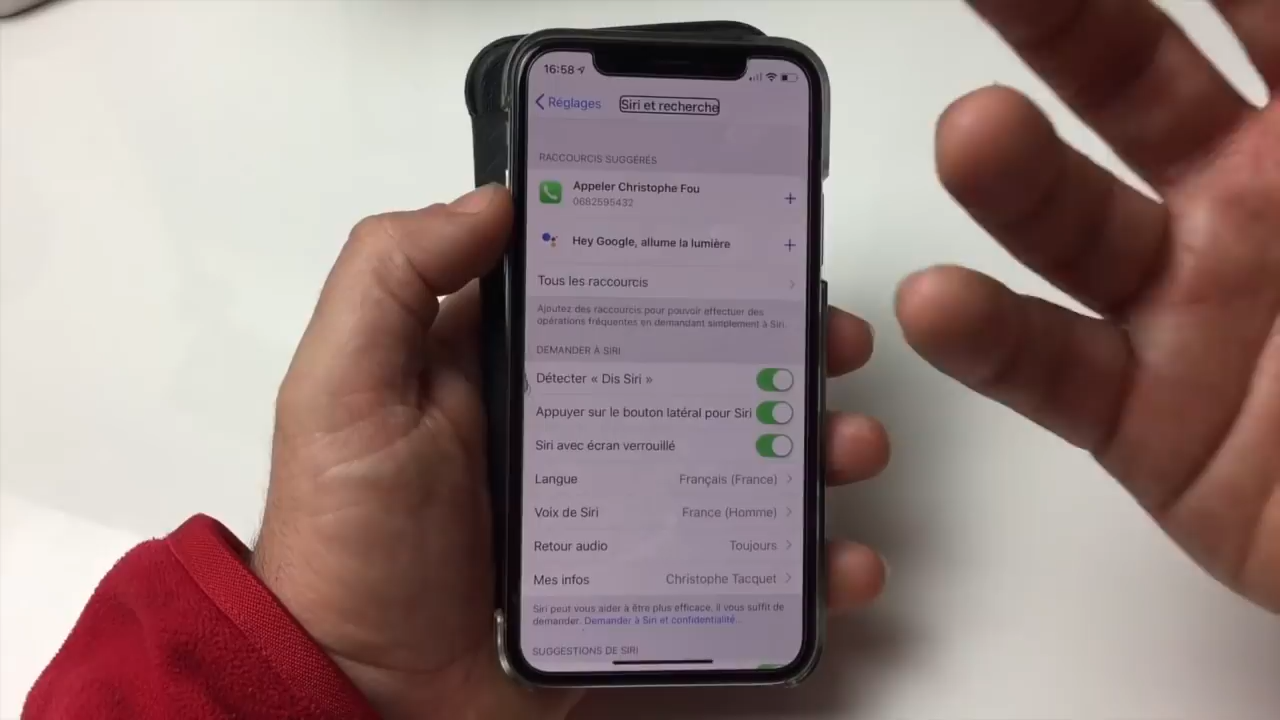 16:58
Réglages
Siri et recherche
RACCOURCIS SUGGÉRÉS
Appeler Christophe Fou
0682595432
Hey Google, allume la lumière
Tous les raccourcis
Ajoutez des raccourcis pour pouvoir effectuer des
opérations fréquentes en demandant simplement à Siri.
DEMANDER À SIRI
Détecter « Dis Siri »
Appuyer sur le bouton latéral pour Siri
Siri avec écran verrouillé
Langue Français (France)
Voix de Siri France (Homme)
Retour audio Toujours
Mes infos Christophe Tacquet
Siri peut vous aider à être plus efficace, il vous suffit de
demander. Demander à Siri et confidentialité…
SUGGESTIONS DE SIRI